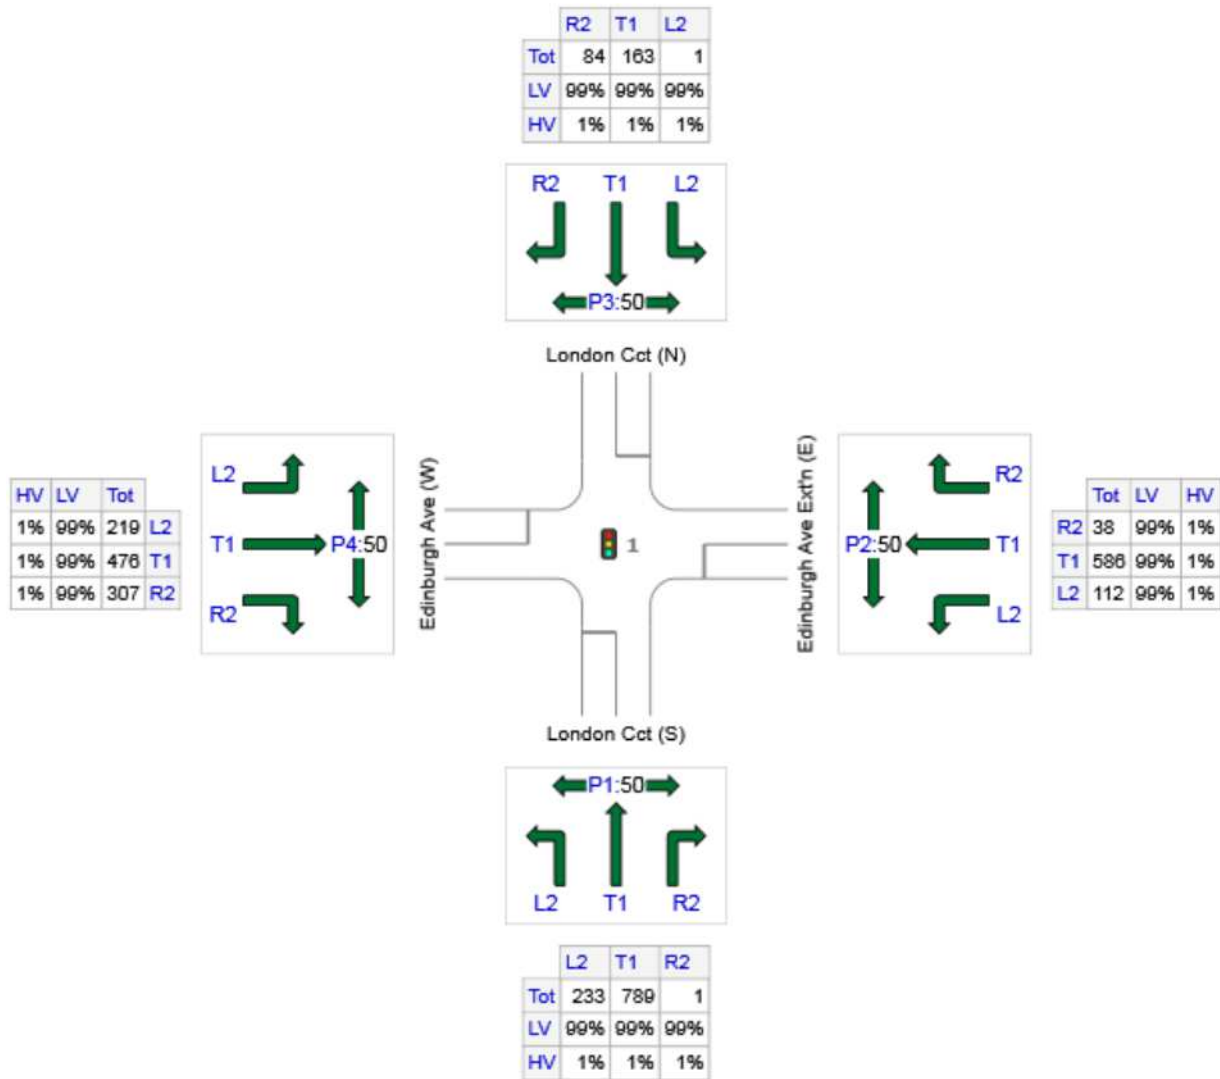 R2 T1 L2
Tot 84 163 1
LV 99% 99% 99%
HV 1% 1% 1%
R2 T1 L2
P3:50
London Cct (N)
HV LV Tot
1% 99% 219 L2
1% 99% 476 T1
1% 99% 307 R2
L2
T1
R2
P4:50
Edinburgh Ave (W)
1
Edinburgh Ave Ext'n (E)
P2:50
R2
T1
L2
Tot LV HV
R2 38 99% 1%
T1 586 99% 1%
L2 112 99% 1%
London Cct (S)
P1:50
L2 T1 R2
L2 T1 R2
Tot 233 789 1
LV 99% 99% 99%
HV 1% 1% 1%